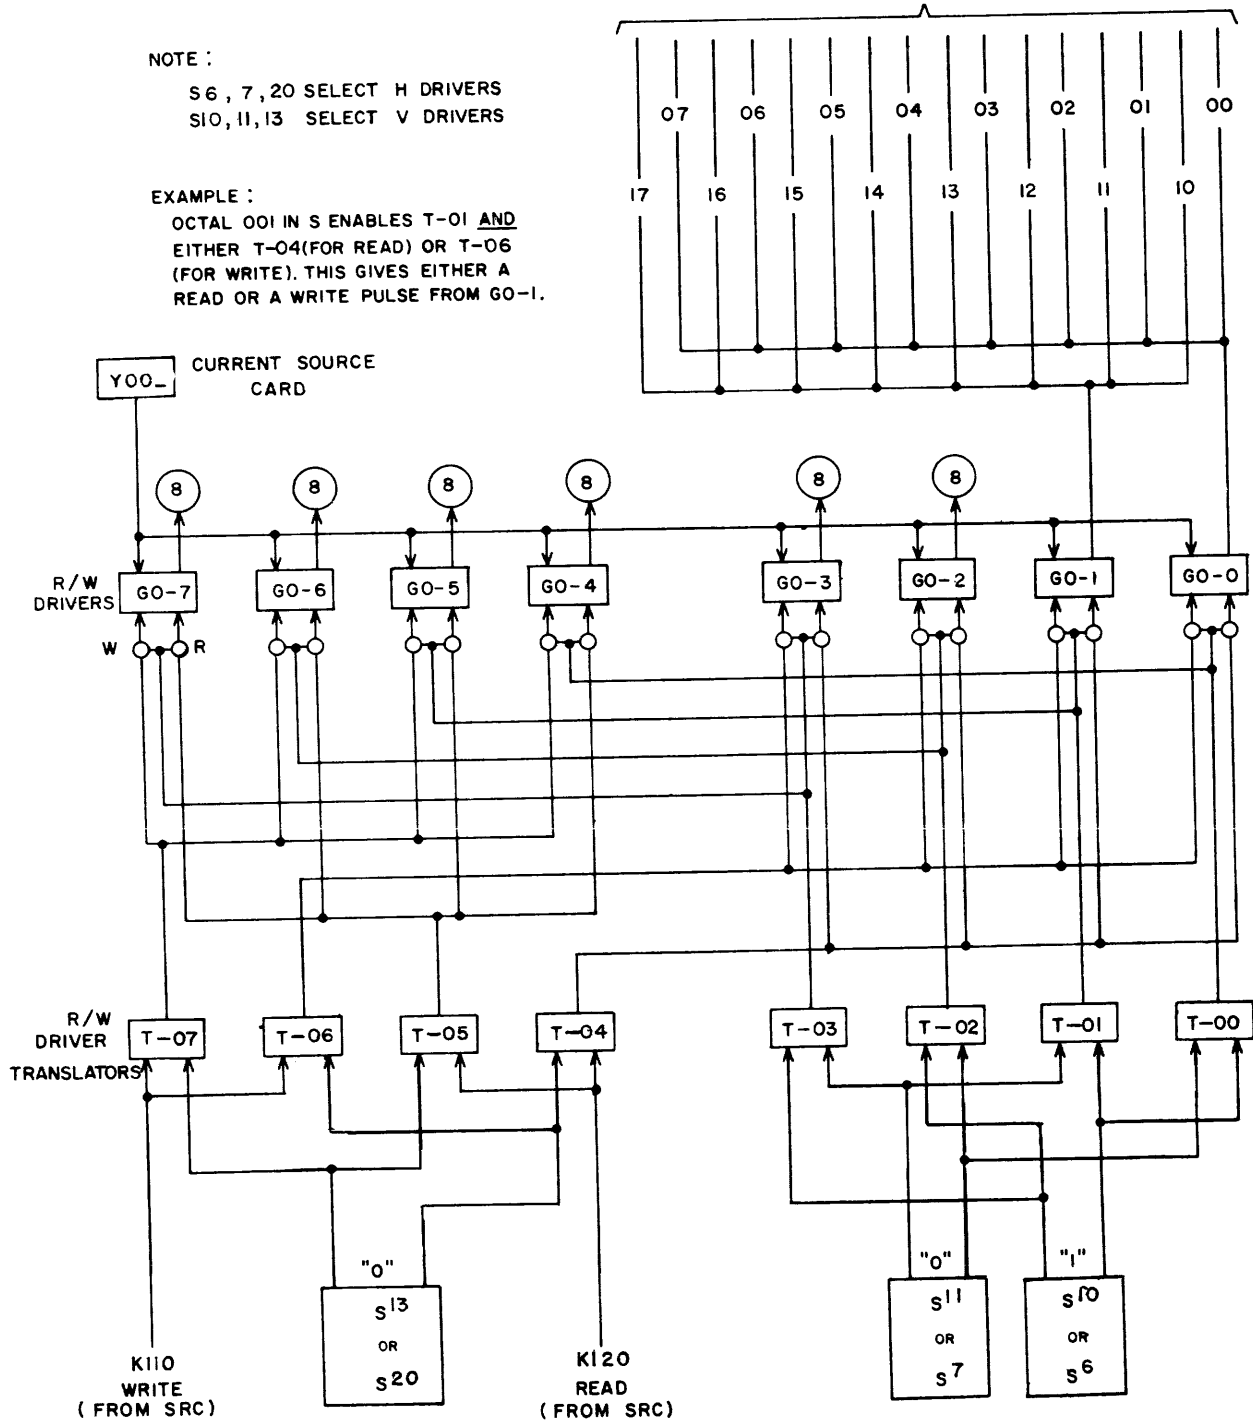 NOTE :
S6 , 7 , 20 SELECT H DRIVERS
S10, 11, 13 SELECT V DRIVERS
EXAMPLE :
OCTAL 001 IN S ENABLES T-01 AND
EITHER T-04(FOR READ) OR T-06
(FOR WRITE). THIS GIVES EITHER A
READ OR A WRITE PULSE FROM GO-1.
07 06 05 04 03 02 01 00
17 16 15 14 13 12 11 10
Y00_
CURRENT SOURCE
CARD
8 8 8 8 8 8
R/W
DRIVERS
GO-7 GO-6 GO-5 GO-4 GO-3 GO-2 GO-1 GO-0
W R
R/W
DRIVER
TRANSLATORS
T-07 T-06 T-05 T-04 T-03 T-02 T-01 T-00
"0" "0" "1"
S13
OR
S20
S11
OR
S7
S10
OR
S6
K110
WRITE
(FROM SRC)
K120
READ
(FROM SRC)